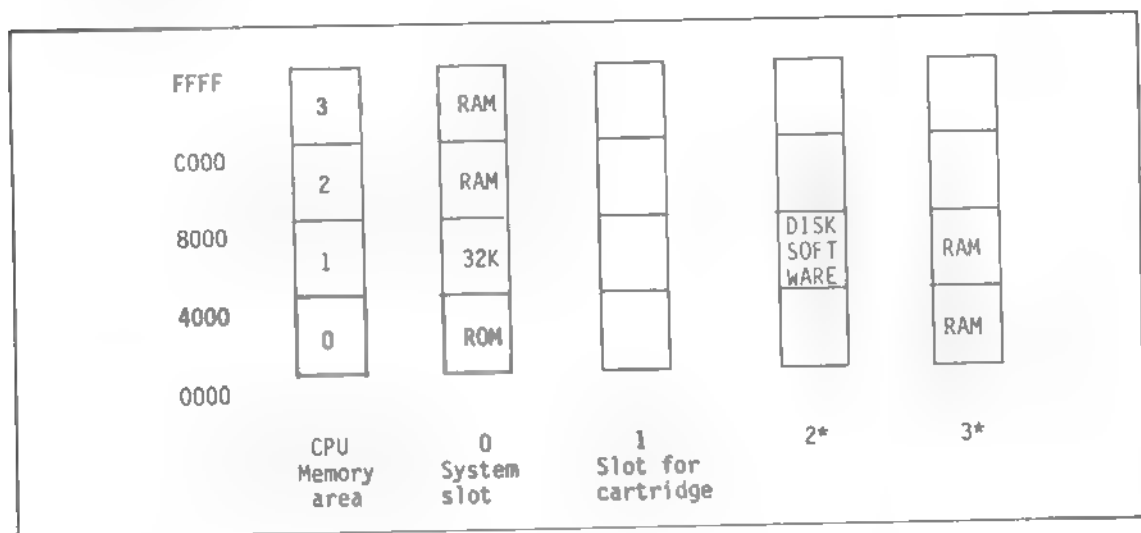 FFFF
3
RAM
C000
2
RAM
8000
1
32K
DISK
SOFT
WARE
RAM
4000
0
ROM
RAM
0000
CPU
Memory
area
0
System
slot
1
Slot for
cartridge
2*
3*